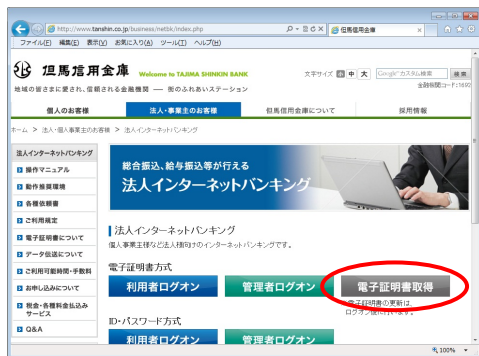 http://www.tanshin.co.jp/business/netbk/index.php
但馬信用金庫
ファイル(F) 編集(E) 表示(V) お気に入り(A) ツール(T) ヘルプ(H)
但馬信用金庫 Welcome to TAJIMA SHINKIN BANK
文字サイズ 小 中 大 Google カスタム検索 検索
地域の皆さまに愛され、信頼される金融機関 ― 街のふれあいステーション
金融機関コード:1692
個人のお客様 法人・事業主のお客様 但馬信用金庫について 採用情報
ホーム > 法人・個人事業主のお客様 > 法人インターネットバンキング
法人インターネットバンキング
操作マニュアル
動作推奨環境
各種依頼書
ご利用規定
電子証明書について
データ伝送について
ご利用可能時間・手数料
お申し込みについて
税金・各種料金払込み
サービス
Q&A
総合振込、給与振込等が行える
法人インターネットバンキング
法人インターネットバンキング
個人事業主様など法人様向けのインターネットバンキングです。
電子証明書方式
利用者ログオン 管理者ログオン 電子証明書取得
電子証明書の更新は、
ログオン後に行います。
ID・パスワード方式
利用者ログオン 管理者ログオン
100%